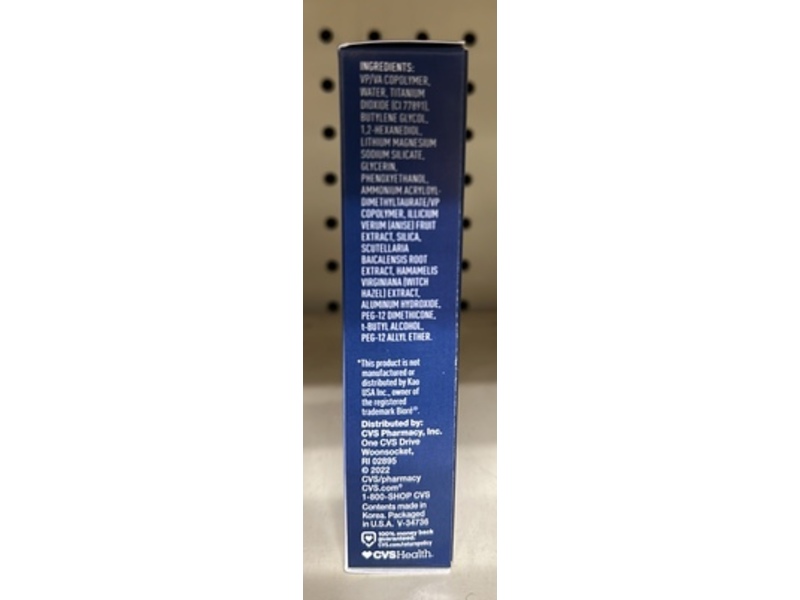 INGREDIENTS:
VP/VA COPOLYMER,
WATER, TITANIUM
DIOXIDE (CI 77891),
BUTYLENE GLYCOL,
1,2-HEXANEDIOL,
LITHIUM MAGNESIUM
SODIUM SILICATE,
GLYCERIN,
PHENOXYETHANOL,
AMMONIUM ACRYLOYL-
DIMETHYLTAURATE/VP
COPOLYMER, ILLICIUM
VERUM (ANISE) FRUIT
EXTRACT, SILICA,
SCUTELLARIA
BAICALENSIS ROOT
EXTRACT, HAMAMELIS
VIRGINIANA (WITCH
HAZEL) EXTRACT,
ALUMINUM HYDROXIDE,
PEG-12 DIMETHICONE,
t-BUTYL ALCOHOL,
PEG-12 ALLYL ETHER.
*This product is not
manufactured or
distributed by Kao
USA Inc., owner of
the registered
trademark Bioré®.
Distributed by:
CVS Pharmacy, Inc.
One CVS Drive
Woonsocket,
RI 02895
© 2022
CVS/pharmacy
CVS.com®
1-800-SHOP CVS
Contents made in
Korea. Packaged
in U.S.A. V-34736
100% money back
guaranteed.
CVS.com/returnpolicy
CVSHealth.